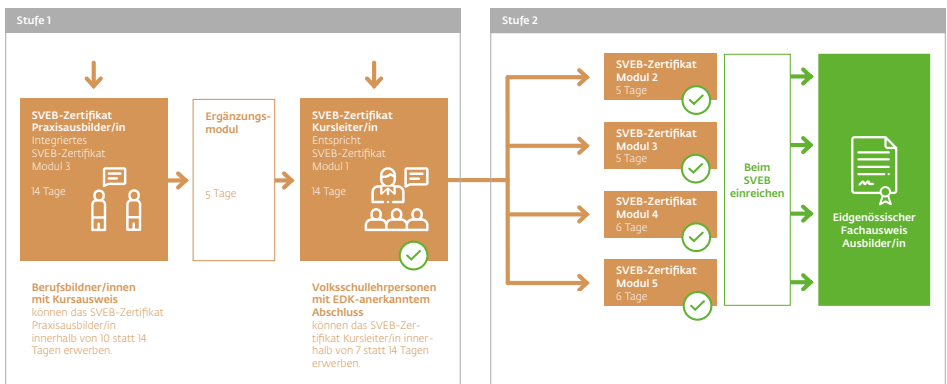 Stufe 1
SVEB-Zertifikat
Praxisausbilder/in
Integriertes
SVEB-Zertifikat
Modul 3
14 Tage
Ergänzungs-
modul
5 Tage
SVEB-Zertifikat
Kursleiter/in
Entspricht
SVEB-Zertifikat
Modul 1
14 Tage
Berufsbildner/innen
mit Kursausweis
können das SVEB-Zertifikat
Praxisausbilder/in
innerhalb von 10 statt 14
Tagen erwerben.
Volksschullehrpersonen
mit EDK-anerkanntem
Abschluss
können das SVEB-Zer-
tifikat Kursleiter/in inner-
halb von 7 statt 14 Tagen
erwerben.
Stufe 2
SVEB-Zertifikat
Modul 2
5 Tage
SVEB-Zertifikat
Modul 3
5 Tage
SVEB-Zertifikat
Modul 4
6 Tage
SVEB-Zertifikat
Modul 5
6 Tage
Beim
SVEB
einreichen
Eidgenössischer
Fachausweis
Ausbilder/in